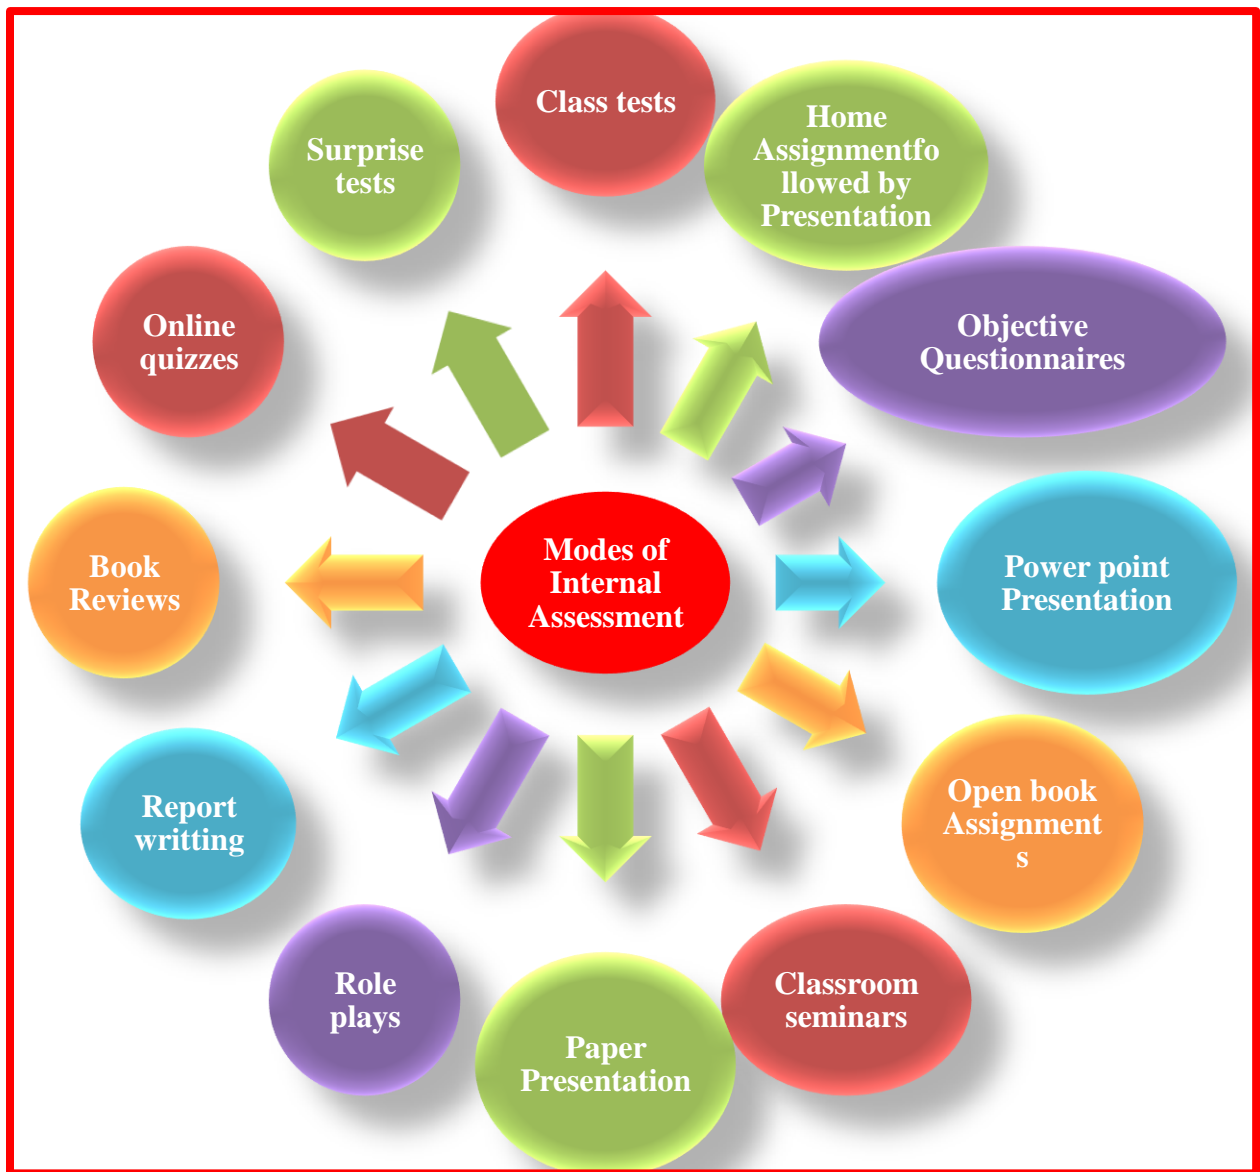 Class tests
Home
Assignmentfo
llowed by
Presentation
Objective
Questionnaires
Power point
Presentation
Open book
Assignment
s
Classroom
seminars
Paper
Presentation
Role
plays
Report
writting
Book
Reviews
Online
quizzes
Surprise
tests
Modes of
Internal
Assessment